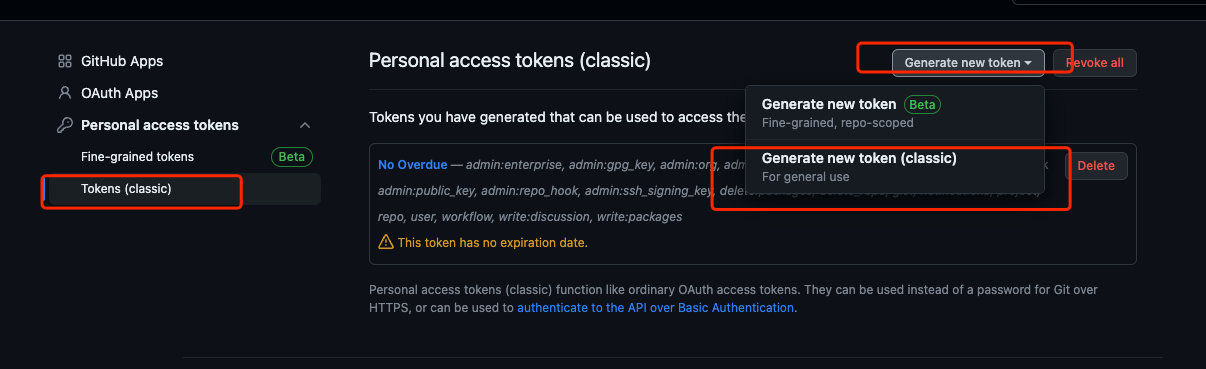 GitHub Apps
OAuth Apps
Personal access tokens
Fine-grained tokens Beta
Tokens (classic)
Personal access tokens (classic)
Generate new token
Revoke all
Generate new token Beta
Fine-grained, repo-scoped
Generate new token (classic)
For general use
Tokens you have generated that can be used to access the
No Overdue — admin:enterprise, admin:gpg_key, admin:org,
Delete
admin:public_key, admin:repo_hook, admin:ssh_signing_key,
repo, user, workflow, write:discussion, write:packages
This token has no expiration date.
Personal access tokens (classic) function like ordinary OAuth access tokens. They can be used instead of a password for Git over
HTTPS, or can be used to authenticate to the API over Basic Authentication.